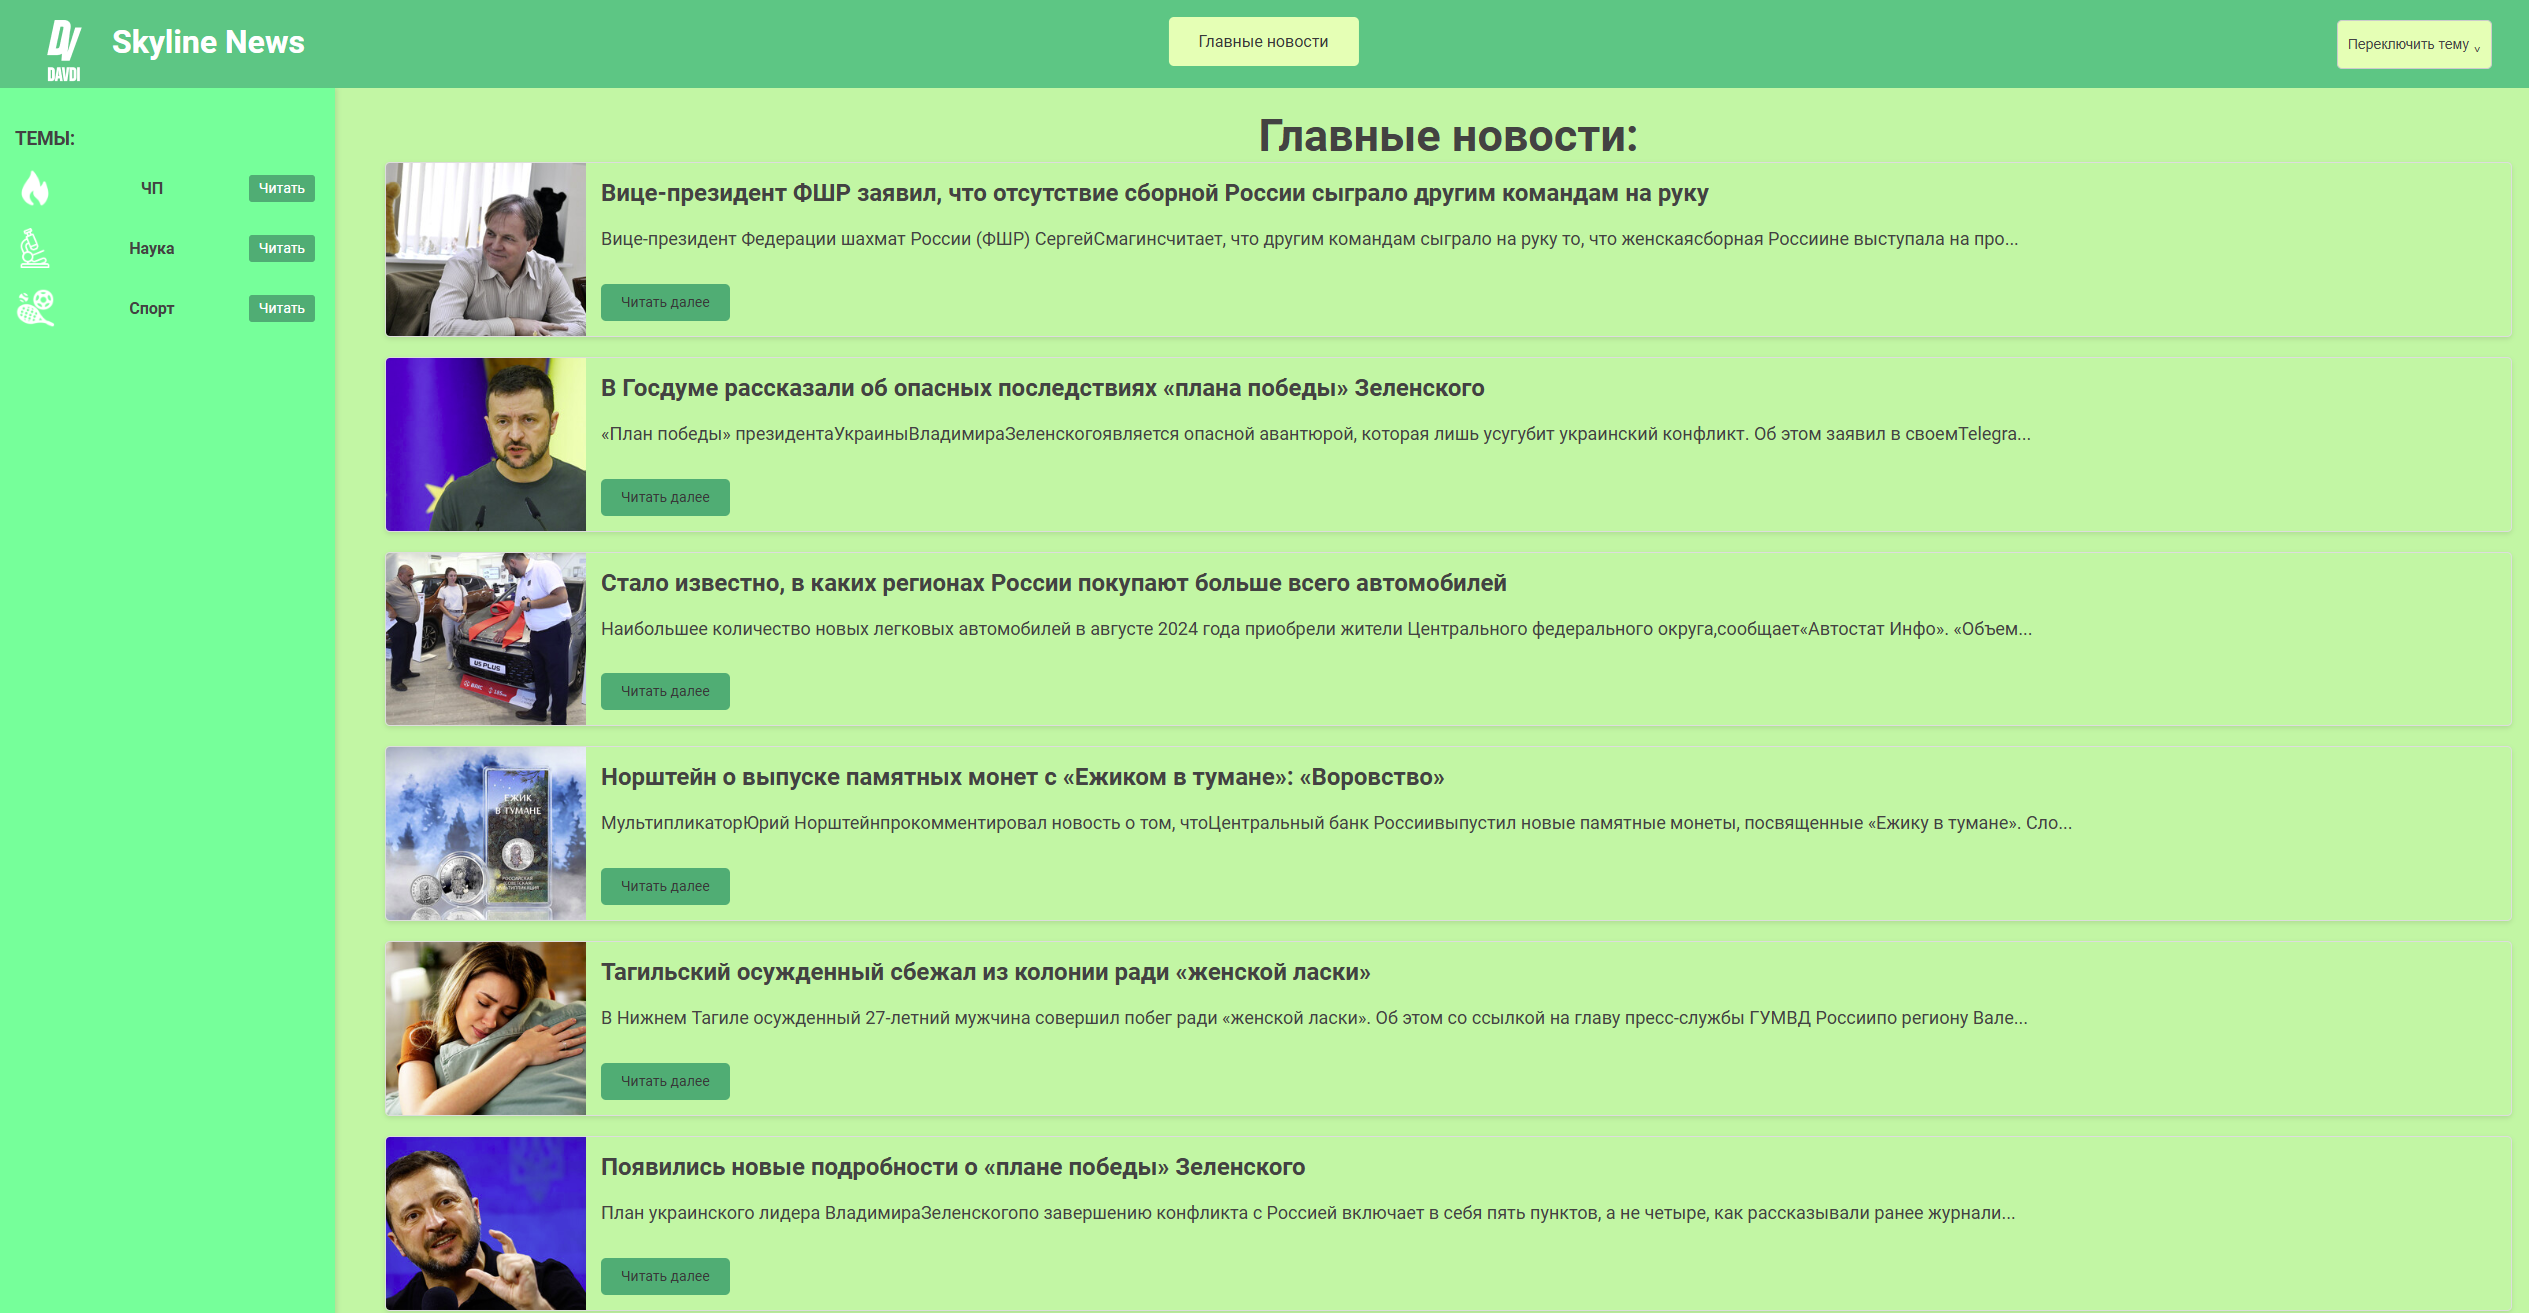 DV
DAVDI
Skyline News
Главные новости
Переключить тему v
ТЕМЫ:
ЧП Читать
Наука Читать
Спорт Читать
Главные новости:
Вице-президент ФШР заявил, что отсутствие сборной России сыграло другим командам на руку
Вице-президент Федерации шахмат России (ФШР) СергейСмагинсчитает, что другим командам сыграло на руку то, что женскаясборная Россиине выступала на про...
Читать далее
В Госдуме рассказали об опасных последствиях «плана победы» Зеленского
«План победы» президентаУкраиныВладимираЗеленскогоявляется опасной авантюрой, которая лишь усугубит украинский конфликт. Об этом заявил в своемTelegra...
Читать далее
Стало известно, в каких регионах России покупают больше всего автомобилей
Наибольшее количество новых легковых автомобилей в августе 2024 года приобрели жители Центрального федерального округа,сообщает«Автостат Инфо». «Объем...
US PLUS
Читать далее
Норштейн о выпуске памятных монет с «Ежиком в тумане»: «Воровство»
МультипликаторЮрий Норштейнпрокомментировал новость о том, чтоЦентральный банк Россиивыпустил новые памятные монеты, посвященные «Ежику в тумане». Сло...
ЁЖИК
В ТУМАНЕ
Читать далее
Тагильский осужденный сбежал из колонии ради «женской ласки»
В Нижнем Тагиле осужденный 27-летний мужчина совершил побег ради «женской ласки». Об этом со ссылкой на главу пресс-службы ГУМВД Россиипо региону Вале...
Читать далее
Появились новые подробности о «плане победы» Зеленского
План украинского лидера ВладимираЗеленскогопо завершению конфликта с Россией включает в себя пять пунктов, а не четыре, как рассказывали ранее журнали...
Читать далее